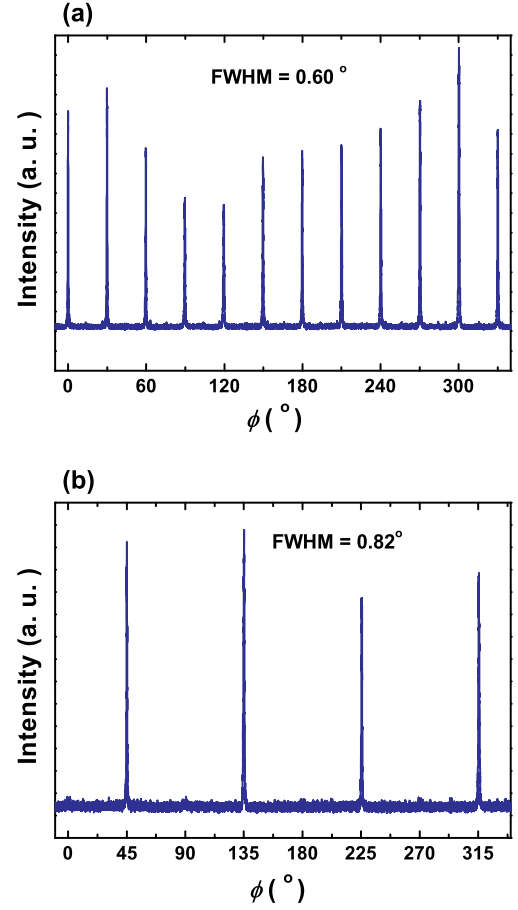 (a)
FWHM = 0.60 °
Intensity (a. u. )
0 60 120 180 240 300
ϕ ( ° )
(b)
FWHM = 0.82°
Intensity (a. u. )
0 45 90 135 180 225 270 315
ϕ ( ° )